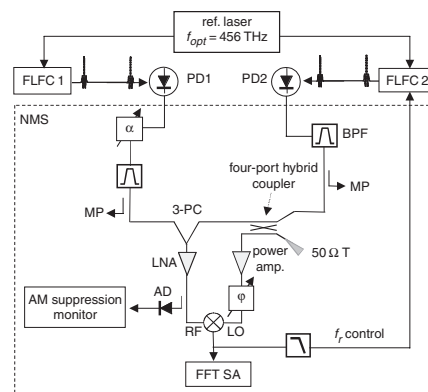 ref. laser
f_opt = 456 THz
FLFC 1
PD1
PD2
FLFC 2
NMS
α
BPF
four-port hybrid
coupler
MP
MP
3-PC
LNA
power
amp.
50 Ω T
AD
AM suppression
monitor
φ
RF
LO
f_r control
FFT SA